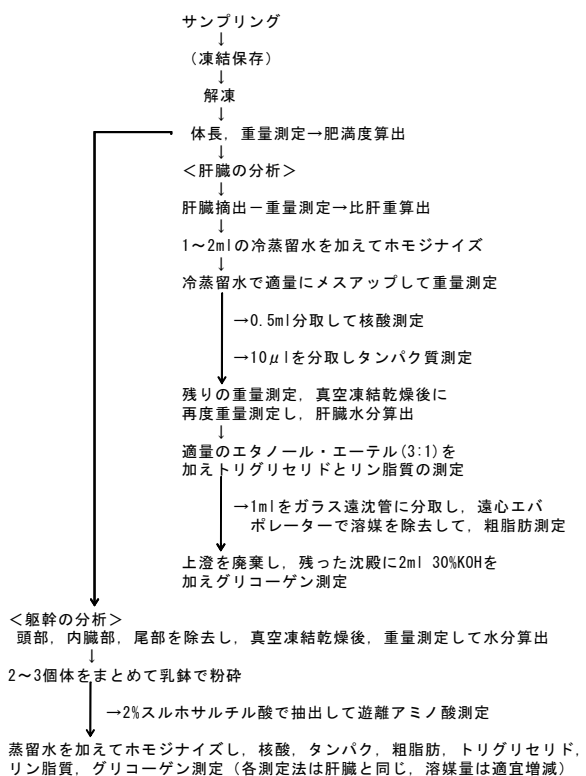 サンプリング
↓
(凍結保存)
↓
解凍
↓
体長，重量測定→肥満度算出
↓
＜肝臓の分析＞
↓
肝臓摘出－重量測定→比肝重算出
↓
1～2mlの冷蒸留水を加えてホモジナイズ
↓
冷蒸留水で適量にメスアップして重量測定
→0.5ml分取して核酸測定
→10μlを分取しタンパク質測定
残りの重量測定，真空凍結乾燥後に
再度重量測定し，肝臓水分算出
↓
適量のエタノール・エーテル(3:1)を
加えトリグリセリドとリン脂質の測定
→1mlをガラス遠沈管に分取し，遠心エバ
ポレーターで溶媒を除去して，粗脂肪測定
上澄を廃棄し，残った沈殿に2ml 30%KOHを
加えグリコーゲン測定
＜躯幹の分析＞
頭部，内臓部，尾部を除去し，真空凍結乾燥後，重量測定して水分算出
↓
2～3個体をまとめて乳鉢で粉砕
→2%スルホサルチル酸で抽出して遊離アミノ酸測定
蒸留水を加えてホモジナイズし，核酸，タンパク，粗脂肪，トリグリセリド，
リン脂質，グリコーゲン測定（各測定法は肝臓と同じ，溶媒量は適宜増減）